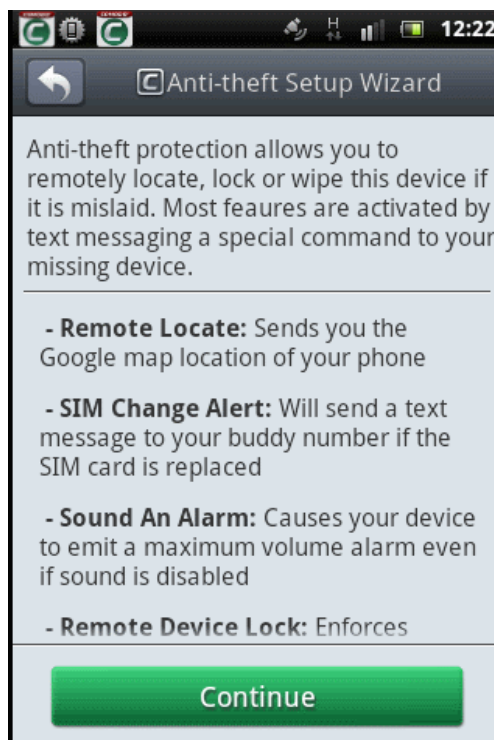 H
12:22
C Anti-theft Setup Wizard
Anti-theft protection allows you to
remotely locate, lock or wipe this device if
it is mislaid. Most feaures are activated by
text messaging a special command to your
missing device.
- Remote Locate: Sends you the
Google map location of your phone
- SIM Change Alert: Will send a text
message to your buddy number if the
SIM card is replaced
- Sound An Alarm: Causes your device
to emit a maximum volume alarm even
if sound is disabled
- Remote Device Lock: Enforces
Continue